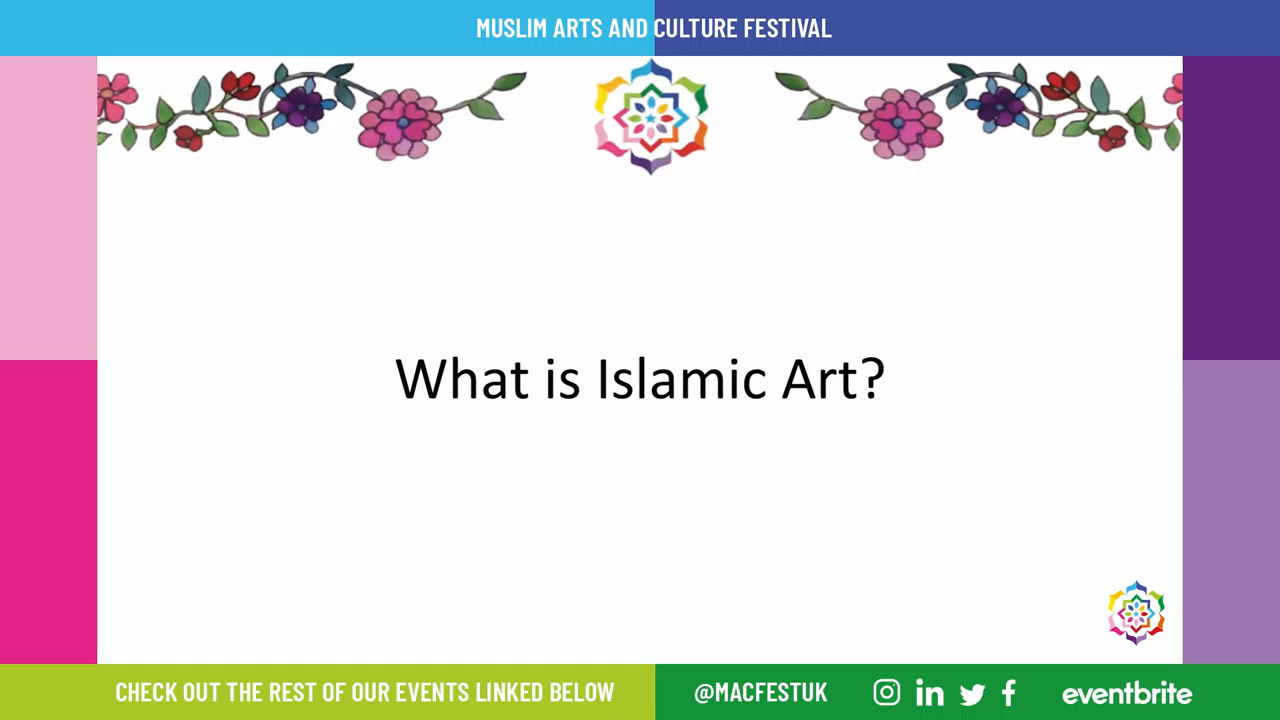 MUSLIM ARTS AND CULTURE FESTIVAL
What is Islamic Art?
CHECK OUT THE REST OF OUR EVENTS LINKED BELOW
@MACFESTUK
eventbrite